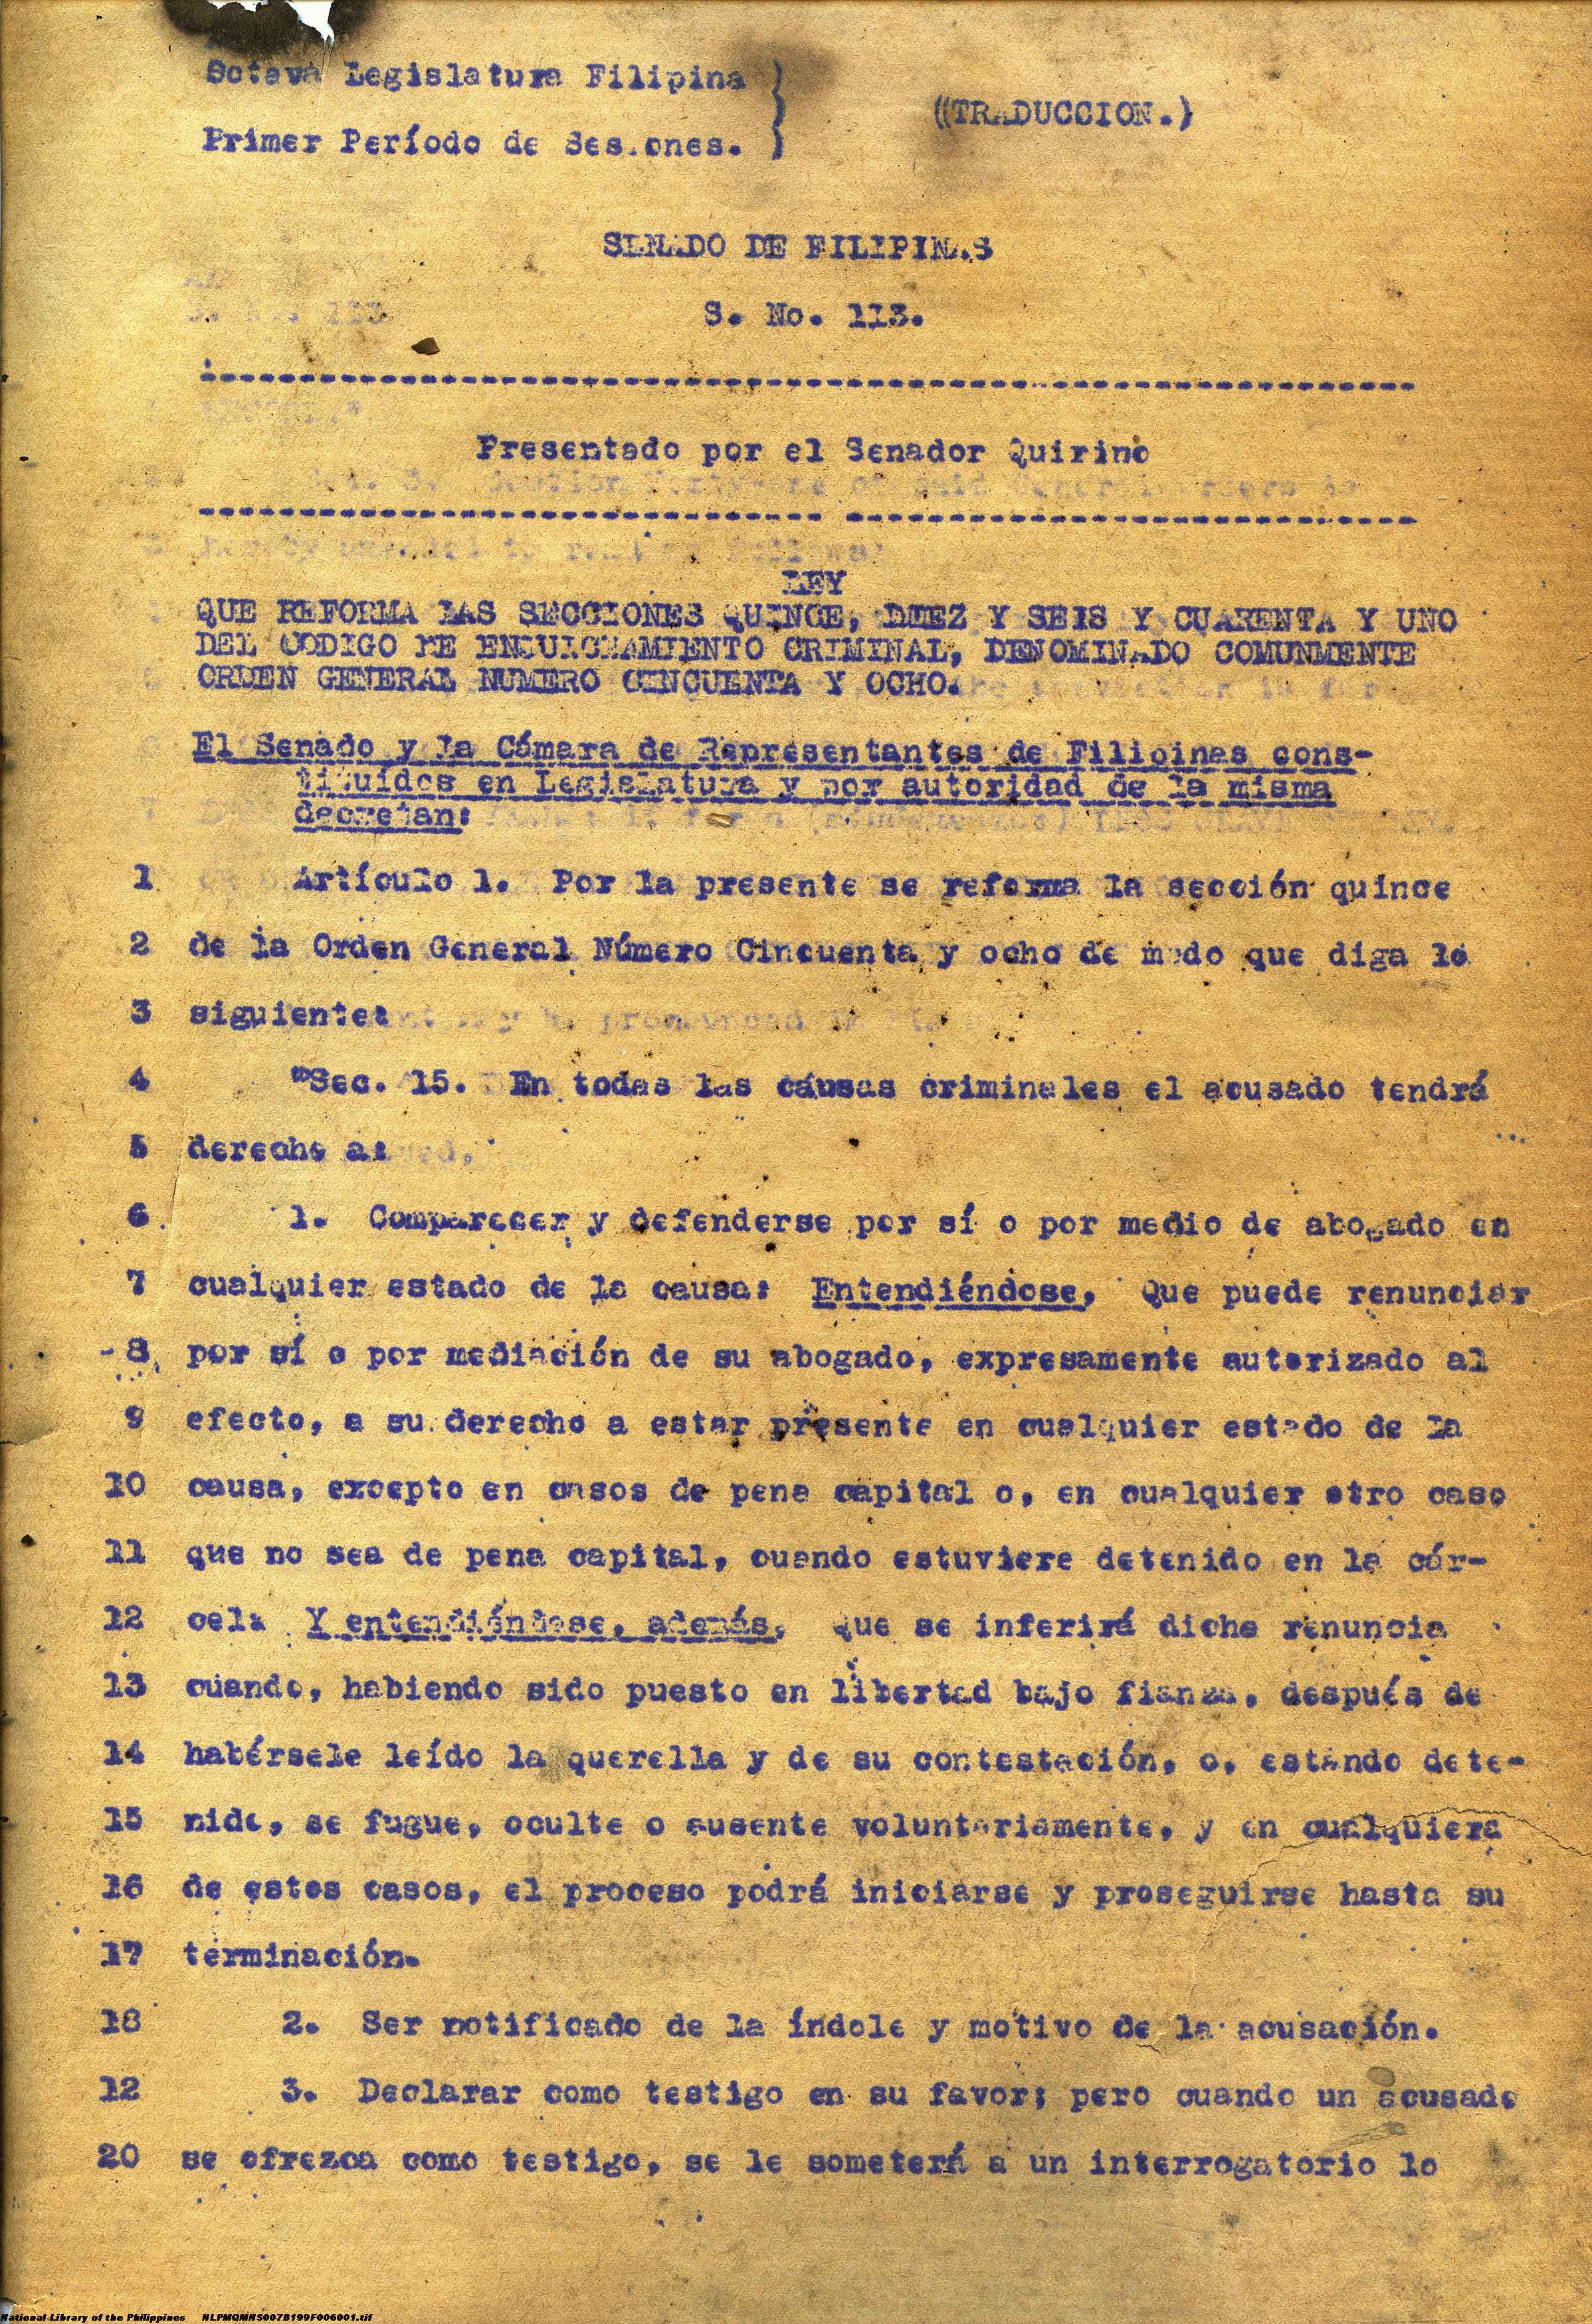 Octava Legislatura Filipina
((TRADUCCION.)
Primer Período de Sesiones.
SENADO DE FILIPINAS
S. No. 113.
Presentado por el Senador Quirino
LEY
QUE REFORMA LAS SECCIONES QUINCE, DIEZ Y SEIS Y CUARENTA Y UNO
DEL CODIGO DE ENJUICIAMIENTO CRIMINAL, DENOMINADO COMUNMENTE
ORDEN GENERAL NUMERO CINCUENTA Y OCHO.
El Senado y la Cámara de Representantes de Filipinas cons-
tituídos en Legislatura y por autoridad de la misma
decretan:
1 Artículo 1. Por la presente se reforma la sección quince
2 de la Orden General Número Cincuenta y ocho de modo que diga lo
3 siguiente:
4 "Sec. 15. En todas las causas criminales el acusado tendrá
5 derecho a:
6 1. Comparecer y defenderse por sí o por medio de abogado en
7 cualquier estado de la causa: Entendiéndose, Que puede renunciar
8 por sí o por mediación de su abogado, expresamente autorizado al
9 efecto, a su derecho a estar presente en cualquier estado de la
10 causa, excepto en casos de pena capital o, en cualquier otro caso
11 que no sea de pena capital, cuando estuviere detenido en la cár-
12 cel: Y entendiéndose, además, Que se inferirá dicha renuncia
13 cuando, habiendo sido puesto en libertad bajo fianza, después de
14 habérsele leído la querella y de su contestación, o, estando dete-
15 nido, se fugue, oculte o ausente voluntariamente, y en cualquiera
16 de estos casos, el proceso podrá iniciarse y proseguirse hasta su
17 terminación.
18 2. Ser notificado de la índole y motivo de la acusación.
12 3. Declarar como testigo en su favor; pero cuando un acusado
20 se ofrezca como testigo, se le someterá a un interrogatorio lo
National Library of the Philippines NLPMQMNS007B199F006001.tif